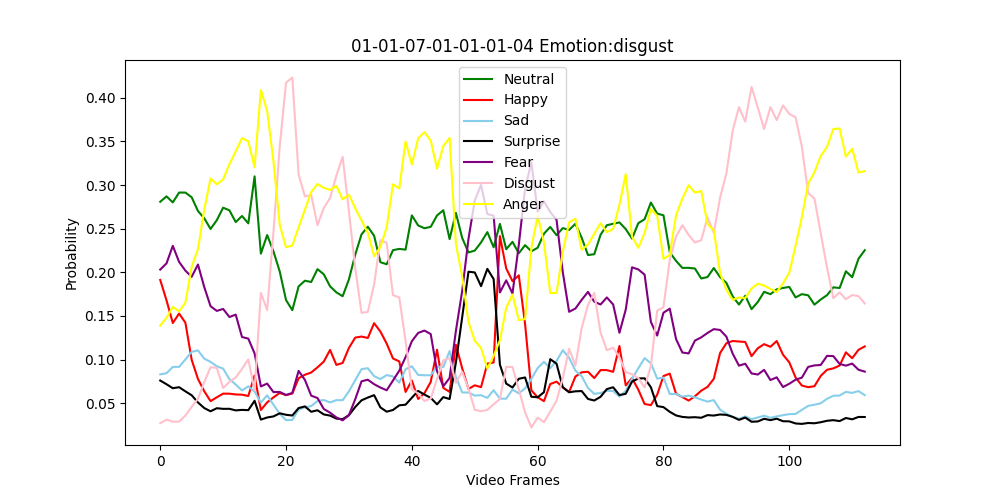 01-01-07-01-01-01-04 Emotion:disgust
Neutral
Happy
Sad
Surprise
Fear
Disgust
Anger
Probability
0.40
0.35
0.30
0.25
0.20
0.15
0.10
0.05
0 20 40 60 80 100
Video Frames